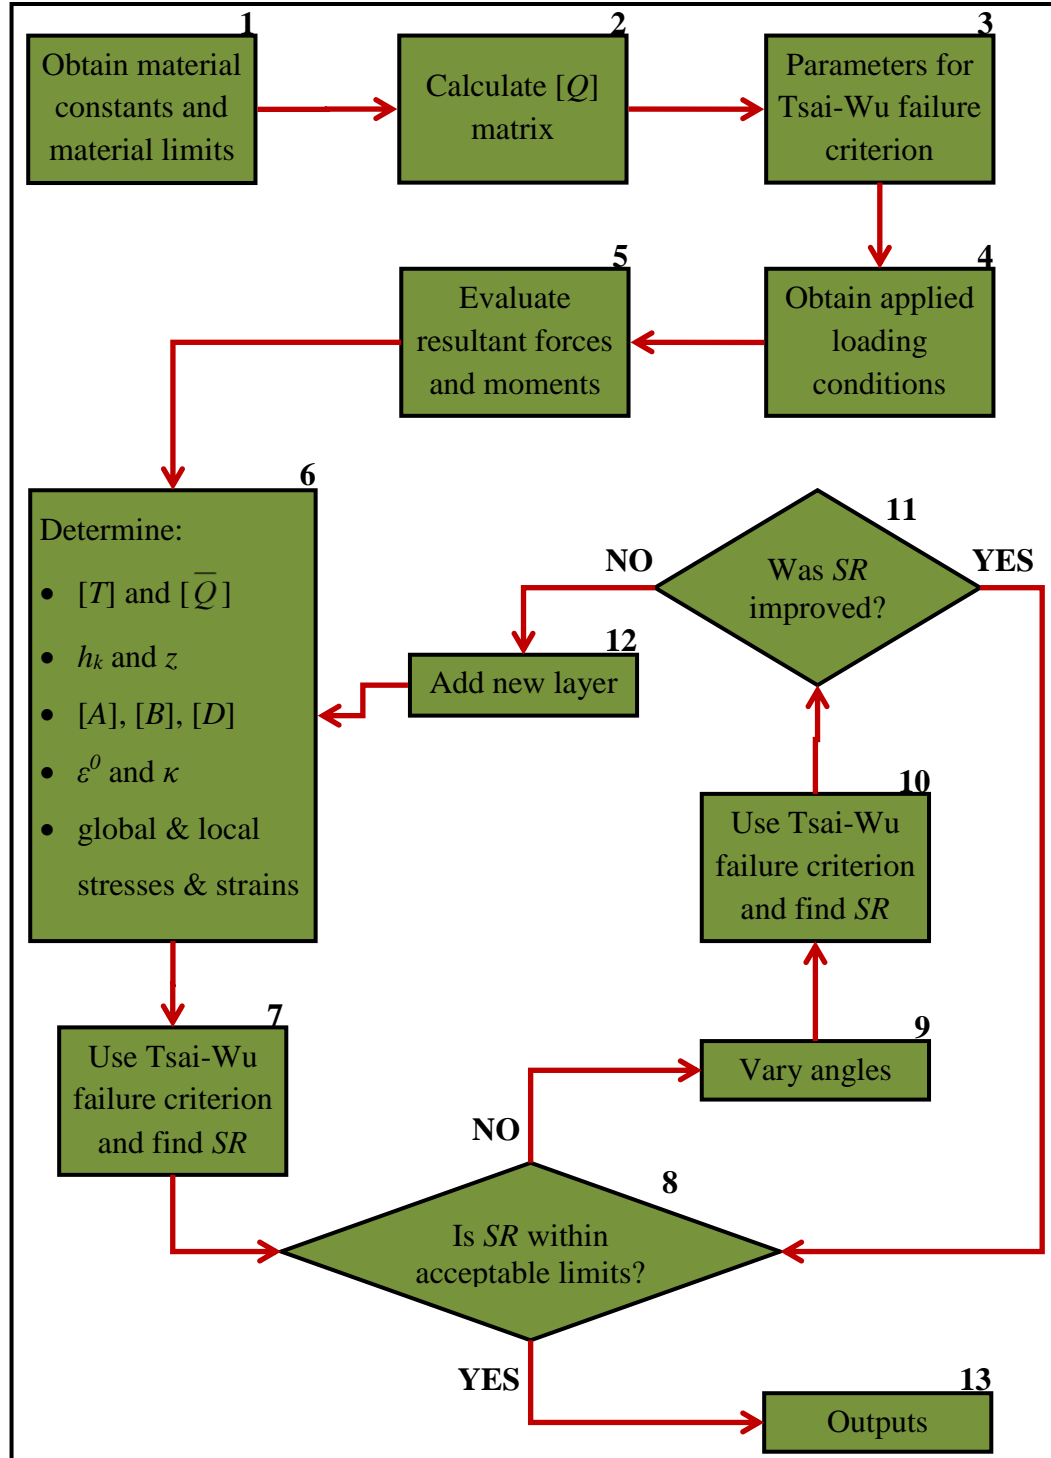 1
Obtain material
constants and
material limits
2
Calculate [Q]
matrix
3
Parameters for
Tsai-Wu failure
criterion
4
Obtain applied
loading
conditions
5
Evaluate
resultant forces
and moments
6
Determine:
• [T] and [Q̅]
• hₖ and z
• [A], [B], [D]
• ε⁰ and κ
• global & local
stresses & strains
7
Use Tsai-Wu
failure criterion
and find SR
8
Is SR within
acceptable limits?
NO
YES
9
Vary angles
10
Use Tsai-Wu
failure criterion
and find SR
11
Was SR
improved?
NO
YES
12
Add new layer
13
Outputs